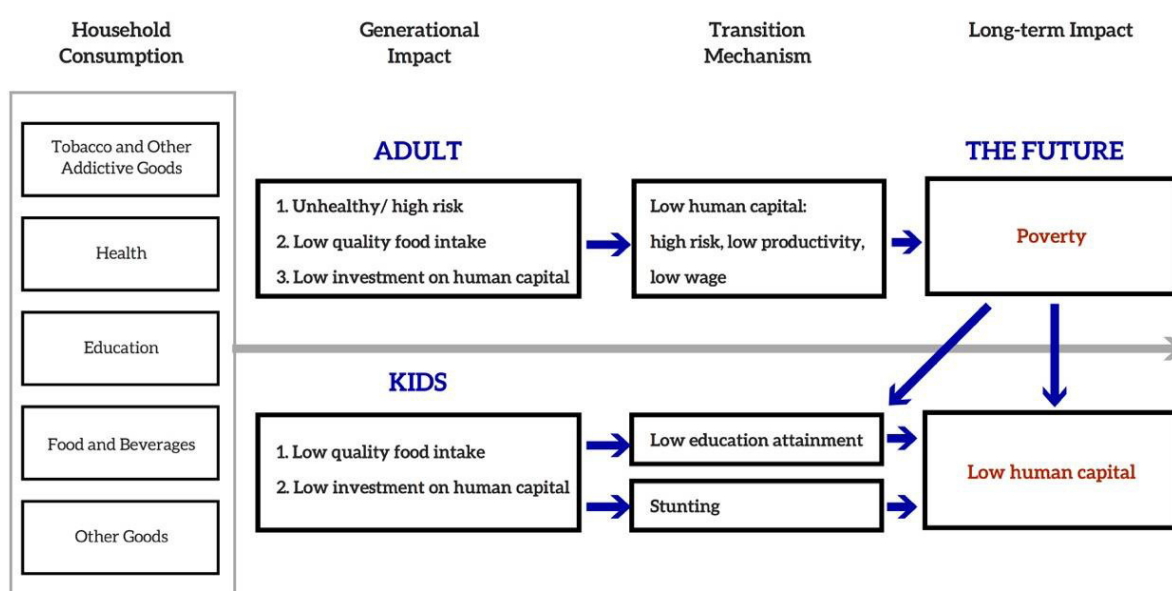 Household
Consumption
Generational
Impact
Transition
Mechanism
Long-term Impact
Tobacco and Other
Addictive Goods
Health
Education
Food and Beverages
Other Goods
ADULT
1. Unhealthy/ high risk
2. Low quality food intake
3. Low investment on human capital
Low human capital:
high risk, low productivity,
low wage
THE FUTURE
Poverty
KIDS
1. Low quality food intake
2. Low investment on human capital
Low education attainment
Stunting
Low human capital